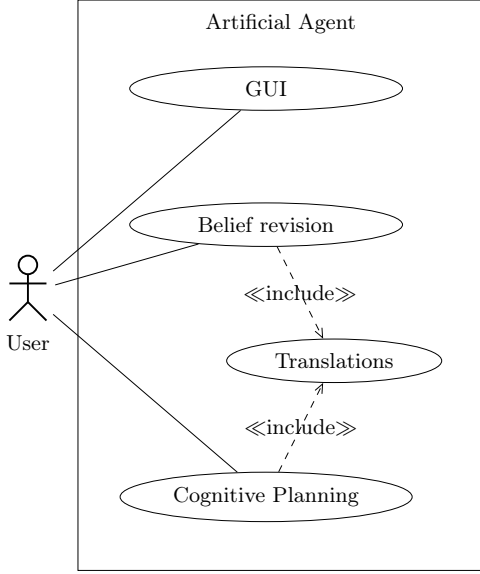 Artificial Agent
GUI
Belief revision
≪include≫
User
Translations
≪include≫
Cognitive Planning